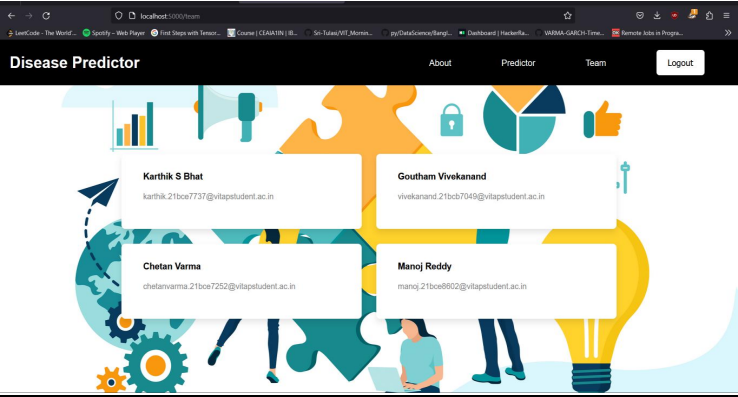 localhost:5000/team
LeetCode - The World'...
Spotify – Web Player
First Steps with Tensor...
Course | CEAIA1IN | IB...
Sri-Tulasi/VIT_Mornin...
py/DataScience/Bangl...
Dashboard | HackerRa...
VARMA-GARCH-Time...
Remote Jobs in Progra...
Disease Predictor
About
Predictor
Team
Logout
Karthik S Bhat
karthik.21bce7737@vitapstudent.ac.in
Goutham Vivekanand
vivekanand.21bcb7049@vitapstudent.ac.in
Chetan Varma
chetanvarma.21bce7252@vitapstudent.ac.in
Manoj Reddy
manoj.21bce8602@vitapstudent.ac.in